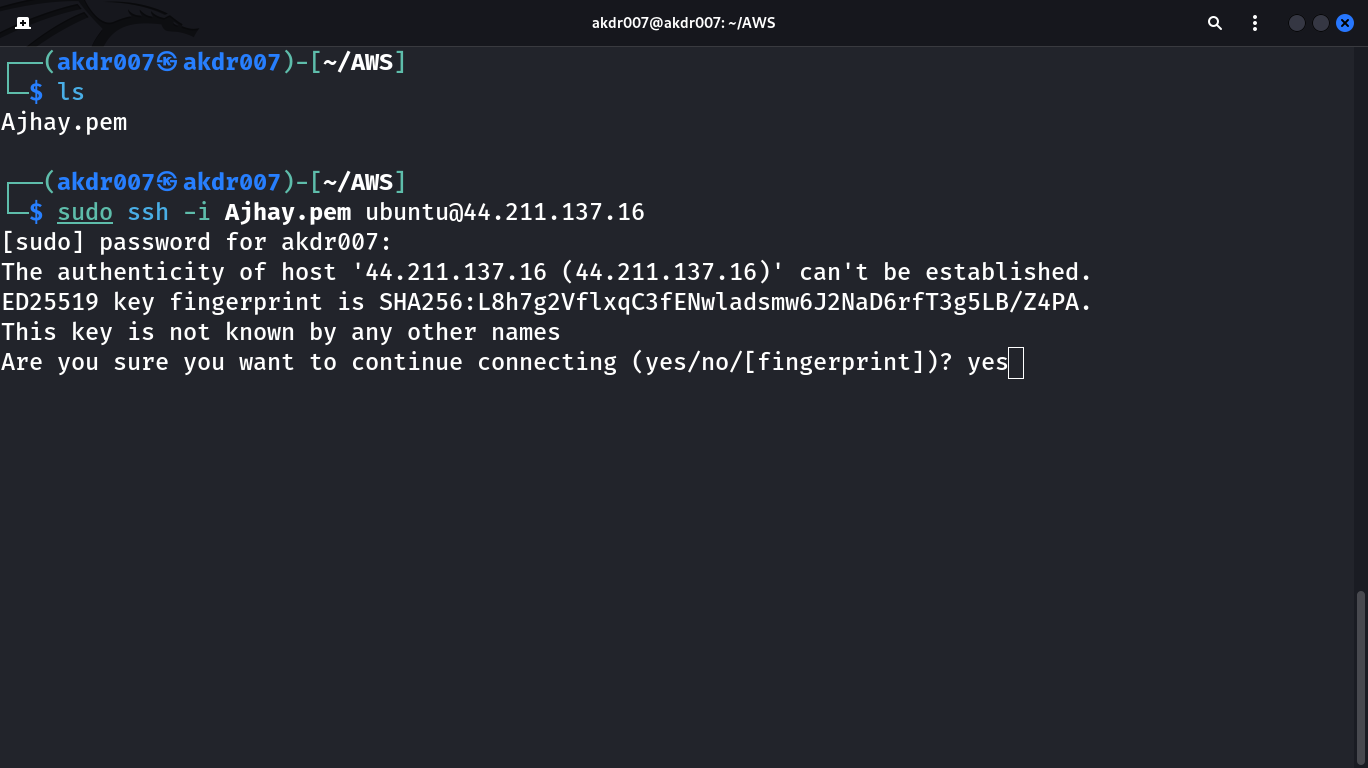 akdr007@akdr007: ~/AWS
┌──(akdr007㉿akdr007)-[~/AWS]
└─$ ls
Ajhay.pem
┌──(akdr007㉿akdr007)-[~/AWS]
└─$ sudo ssh -i Ajhay.pem ubuntu@44.211.137.16
[sudo] password for akdr007:
The authenticity of host '44.211.137.16 (44.211.137.16)' can't be established.
ED25519 key fingerprint is SHA256:L8h7g2VflxqC3fENwladsmw6J2NaD6rfT3g5LB/Z4PA.
This key is not known by any other names
Are you sure you want to continue connecting (yes/no/[fingerprint])? yes